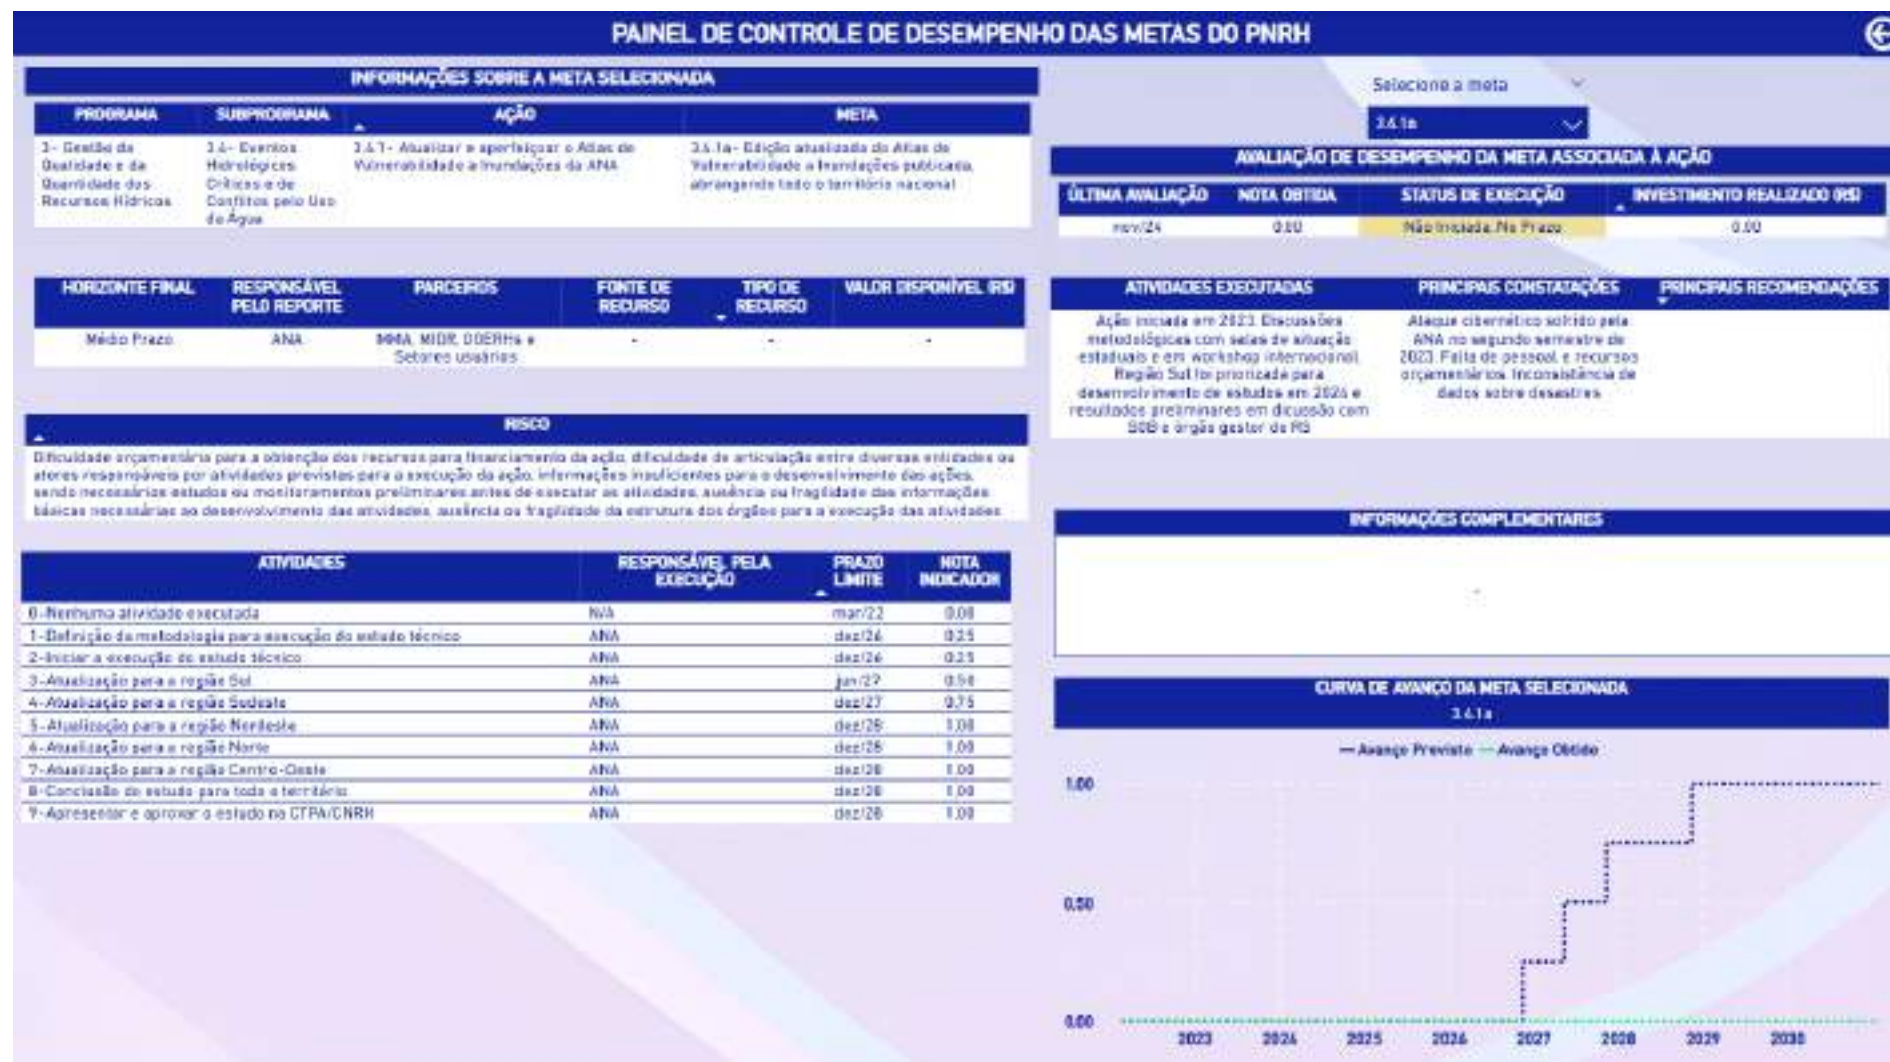 PAINEL DE CONTROLE DE DESEMPENHO DAS METAS DO PNRH
INFORMAÇÕES SOBRE A META SELECIONADA
PROGRAMA SUBPROGRAMA AÇÃO META
3- Gestão da Qualidade e da Quantidade dos Recursos Hídricos
3.4- Eventos Hidrológicos Críticos e de Conflitos pelo Uso da Água
3.4.1- Atualizar e aperfeiçoar o Atlas de Vulnerabilidade a Inundações da ANA
3.4.1a- Edição atualizada do Atlas de Vulnerabilidade a Inundações publicada, abrangendo todo o território nacional
HORIZONTE FINAL RESPONSÁVEL PELO REPORTE PARCEIROS FONTE DE RECURSO TIPO DE RECURSO VALOR DISPONÍVEL (R$)
Médio Prazo ANA MMA, MIDR, OGERHs e Setores usuários - - -
RISCO
Dificuldade orçamentária para a obtenção dos recursos para financiamento da ação, dificuldade de articulação entre diversas entidades ou
atores responsáveis por atividades previstas para a execução da ação, informações insuficientes para o desenvolvimento das ações,
sendo necessários estudos ou monitoramentos preliminares antes de executar as atividades, ausência ou fragilidade das informações
básicas necessárias ao desenvolvimento das atividades, ausência ou fragilidade da estrutura dos órgãos para a execução das atividades
ATIVIDADES RESPONSÁVEL PELA EXECUÇÃO PRAZO LIMITE NOTA INDICADOR
0-Nenhuma atividade executada N/A mar/22 0.00
1-Definição da metodologia para execução do estudo técnico ANA dez/26 0.25
2-Iniciar a execução do estudo técnico ANA dez/26 0.25
3-Atualização para a região Sul ANA jun/27 0.50
4-Atualização para a região Sudeste ANA dez/27 0.75
5-Atualização para a região Nordeste ANA dez/28 1.00
6-Atualização para a região Norte ANA dez/28 1.00
7-Atualização para a região Centro-Oeste ANA dez/28 1.00
8-Conclusão do estudo para todo o território ANA dez/28 1.00
9-Apresentar e aprovar o estudo na CTPA/CNRH ANA dez/28 1.00
Selecione a meta
3.4.1a
AVALIAÇÃO DE DESEMPENHO DA META ASSOCIADA À AÇÃO
ÚLTIMA AVALIAÇÃO NOTA OBTIDA STATUS DE EXECUÇÃO INVESTIMENTO REALIZADO (R$)
nov/24 0.00 Não Iniciada. No Prazo 0.00
ATIVIDADES EXECUTADAS PRINCIPAIS CONSTATAÇÕES PRINCIPAIS RECOMENDAÇÕES
Ação iniciada em 2023. Discussões
metodológicas com salas de situação
estaduais e em workshop internacional.
Região Sul foi priorizada para
desenvolvimento de estudos em 2024 e
resultados preliminares em dicussão com
SGB e órgão gestor do RS
Ataque cibernético sofrido pela
ANA no segundo semestre de
2023. Falta de pessoal e recursos
orçamentários. Inconsistência de
dados sobre desastres
INFORMAÇÕES COMPLEMENTARES
-
CURVA DE AVANÇO DA META SELECIONADA
3.4.1a
Avanço Previsto Avanço Obtido
1.00
0.50
0.00
2023 2024 2025 2026 2027 2028 2029 2030